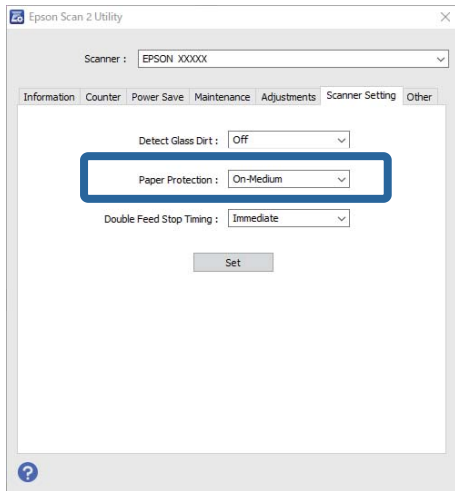 Epson Scan 2 Utility
Scanner : EPSON XXXXX
Information Counter Power Save Maintenance Adjustments Scanner Setting Other
Detect Glass Dirt : Off
Paper Protection : On-Medium
Double Feed Stop Timing : Immediate
Set
?